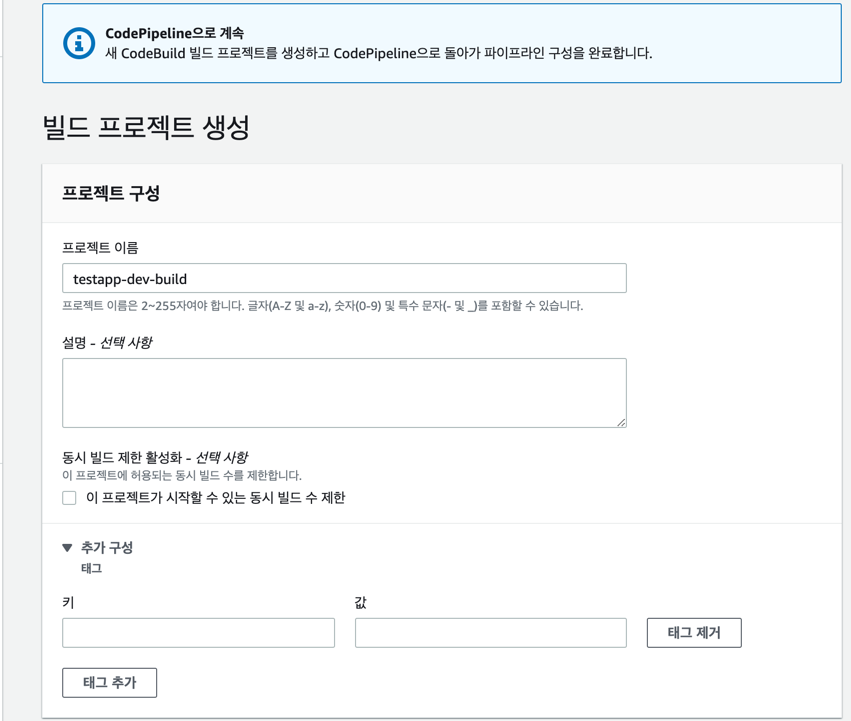 CodePipeline으로 계속
새 CodeBuild 빌드 프로젝트를 생성하고 CodePipeline으로 돌아가 파이프라인 구성을 완료합니다.
빌드 프로젝트 생성
프로젝트 구성
프로젝트 이름
testapp-dev-build
프로젝트 이름은 2~255자여야 합니다. 글자(A-Z 및 a-z), 숫자(0-9) 및 특수 문자(- 및 _)를 포함할 수 있습니다.
설명 - 선택 사항
동시 빌드 제한 활성화 - 선택 사항
이 프로젝트에 허용되는 동시 빌드 수를 제한합니다.
이 프로젝트가 시작할 수 있는 동시 빌드 수 제한
추가 구성
태그
키 값
태그 제거
태그 추가